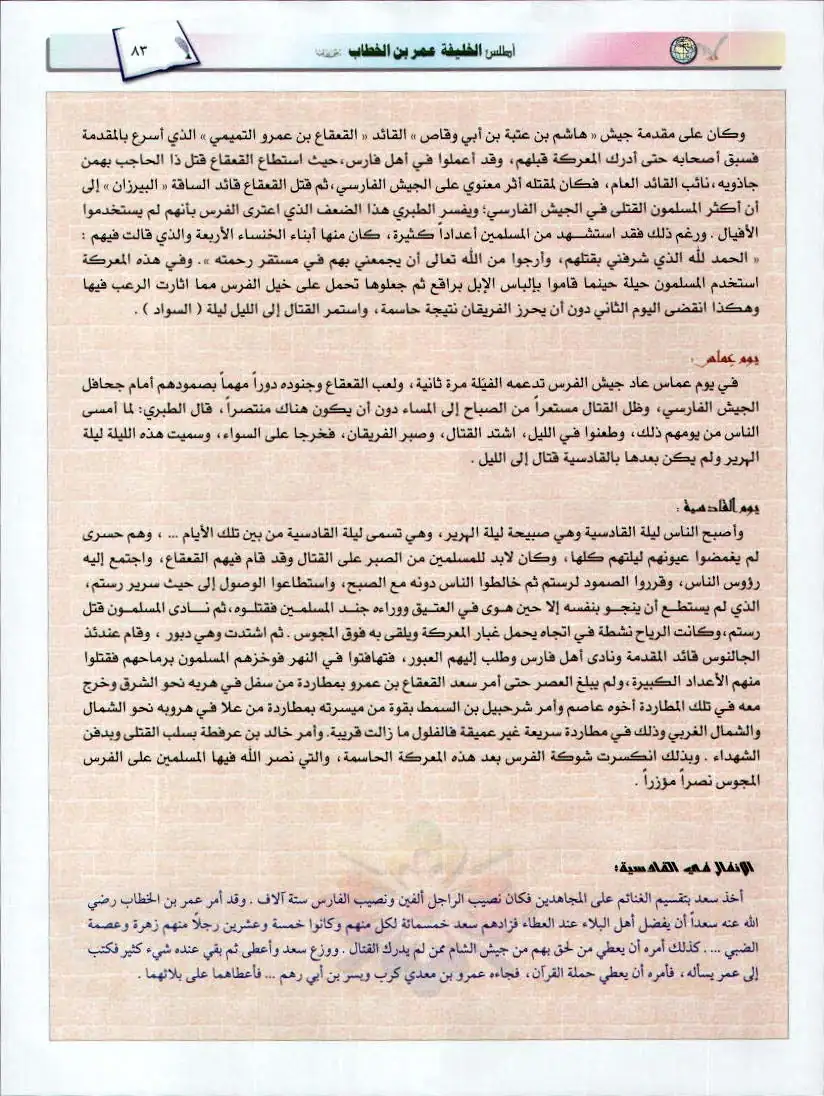 أطلس الخليفة عمر بن الخطاب
٨٣
وكان على مقدمة جيش « هاشم بن عتبة بن أبي وقاص » القائد « القعقاع بن عمرو التميمي » الذي أسرع بالمقدمة
فسبق أصحابه حتى أدرك المعركة قبلهم، وقد أعملوا في أهل فارس،حيث استطاع القعقاع قتل ذا الحاجب بهمن
جاذويه،نائب القائد العام، فكان لمقتله أثر معنوي على الجيش الفارسي،ثم قتل القعقاع قائد الساقة « البيرزان » إلى
أن أكثر المسلمون القتلى في الجيش الفارسي؛ ويفسر الطبري هذا الضعف الذي اعترى الفرس بأنهم لم يستخدموا
الأفيال . ورغم ذلك فقد استشهد من المسلمين أعداداً كثيرة، كان منها أبناء الخنساء الأربعة والذي قالت فيهم :
« الحمد لله الذي شرفني بقتلهم، وأرجوا من الله تعالى أن يجمعني بهم في مستقر رحمته ». وفي هذه المعركة
استخدم المسلمون حيلة حينما قاموا بإلباس الإبل براقع ثم جعلوها تحمل على خيل الفرس مما اثارت الرعب فيها
وهكذا انقضى اليوم الثاني دون أن يحرز الفريقان نتيجة حاسمة، واستمر القتال إلى الليل ليلة ( السواد ) .
يوم عماس :
في يوم عماس عاد جيش الفرس تدعمه الفيَلة مرة ثانية، ولعب القعقاع وجنوده دوراً مهماً بصمودهم أمام جحافل
الجيش الفارسي، وظل القتال مستعراً من الصباح إلى المساء دون أن يكون هناك منتصراً، قال الطبري: لما أمسى
الناس من يومهم ذلك، وطعنوا في الليل، اشتد القتال، وصبر الفريقان، فخرجا على السواء، وسميت هذه الليلة ليلة
الهرير ولم يكن بعدها بالقادسية قتال إلى الليل .
يوم القادسية :
وأصبح الناس ليلة القادسية وهي صبيحة ليلة الهرير، وهي تسمى ليلة القادسية من بين تلك الأيام ... ، وهم حسرى
لم يغمضوا عيونهم ليلتهم كلها، وكان لابد للمسلمين من الصبر على القتال وقد قام فيهم القعقاع، واجتمع إليه
رؤوس الناس، وقرروا الصمود لرستم ثم خالطوا الناس دونه مع الصبح، واستطاعوا الوصول إلى حيث سرير رستم،
الذي لم يستطع أن ينجو بنفسه إلا حين هوى في العتيق ووراءه جند المسلمين فقتلوه،ثم نادى المسلمون قتل
رستم،وكانت الرياح نشطة في اتجاه يحمل غبار المعركة ويلقى به فوق المجوس . ثم اشتدت وهي دبور ، وقام عندئذ
الجالنوس قائد المقدمة ونادى أهل فارس وطلب إليهم العبور، فتهافتوا في النهر فوخزهم المسلمون برماحهم فقتلوا
منهم الأعداد الكبيرة،ولم يبلغ العصر حتى أمر سعد القعقاع بن عمرو بمطاردة من سفل في هربه نحو الشرق وخرج
معه في تلك المطاردة أخوه عاصم وأمر شرحبيل بن السمط بقوة من ميسرته بمطاردة من علا في هروبه نحو الشمال
والشمال الغربي وذلك في مطاردة سريعة غير عميقة فالفلول ما زالت قريبة. وأمر خالد بن عرفطة بسلب القتلى وبدفن
الشهداء . وبذلك انكسرت شوكة الفرس بعد هذه المعركة الحاسمة، والتي نصر الله فيها المسلمين على الفرس
المجوس نصراً مؤزراً .
الانفال في القادسية:
أخذ سعد بتقسيم الغنائم على المجاهدين فكان نصيب الراجل ألفين ونصيب الفارس ستة آلاف . وقد أمر عمر بن الخطاب رضي
الله عنه سعداً أن يفضل أهل البلاء عند العطاء فزادهم سعد خمسمائة لكل منهم وكانوا خمسة وعشرين رجلًا منهم زهرة وعصمة
الضبي ... . كذلك أمره أن يعطي من لحق بهم من جيش الشام ممن لم يدرك القتال . ووزع سعد وأعطى ثم بقي عنده شيء كثير فكتب
إلى عمر يسأله، فأمره أن يعطي حملة القرآن، فجاءه عمرو بن معدي كرب وبسر بن أبي رهم ... فأعطاهما على بلائهما .